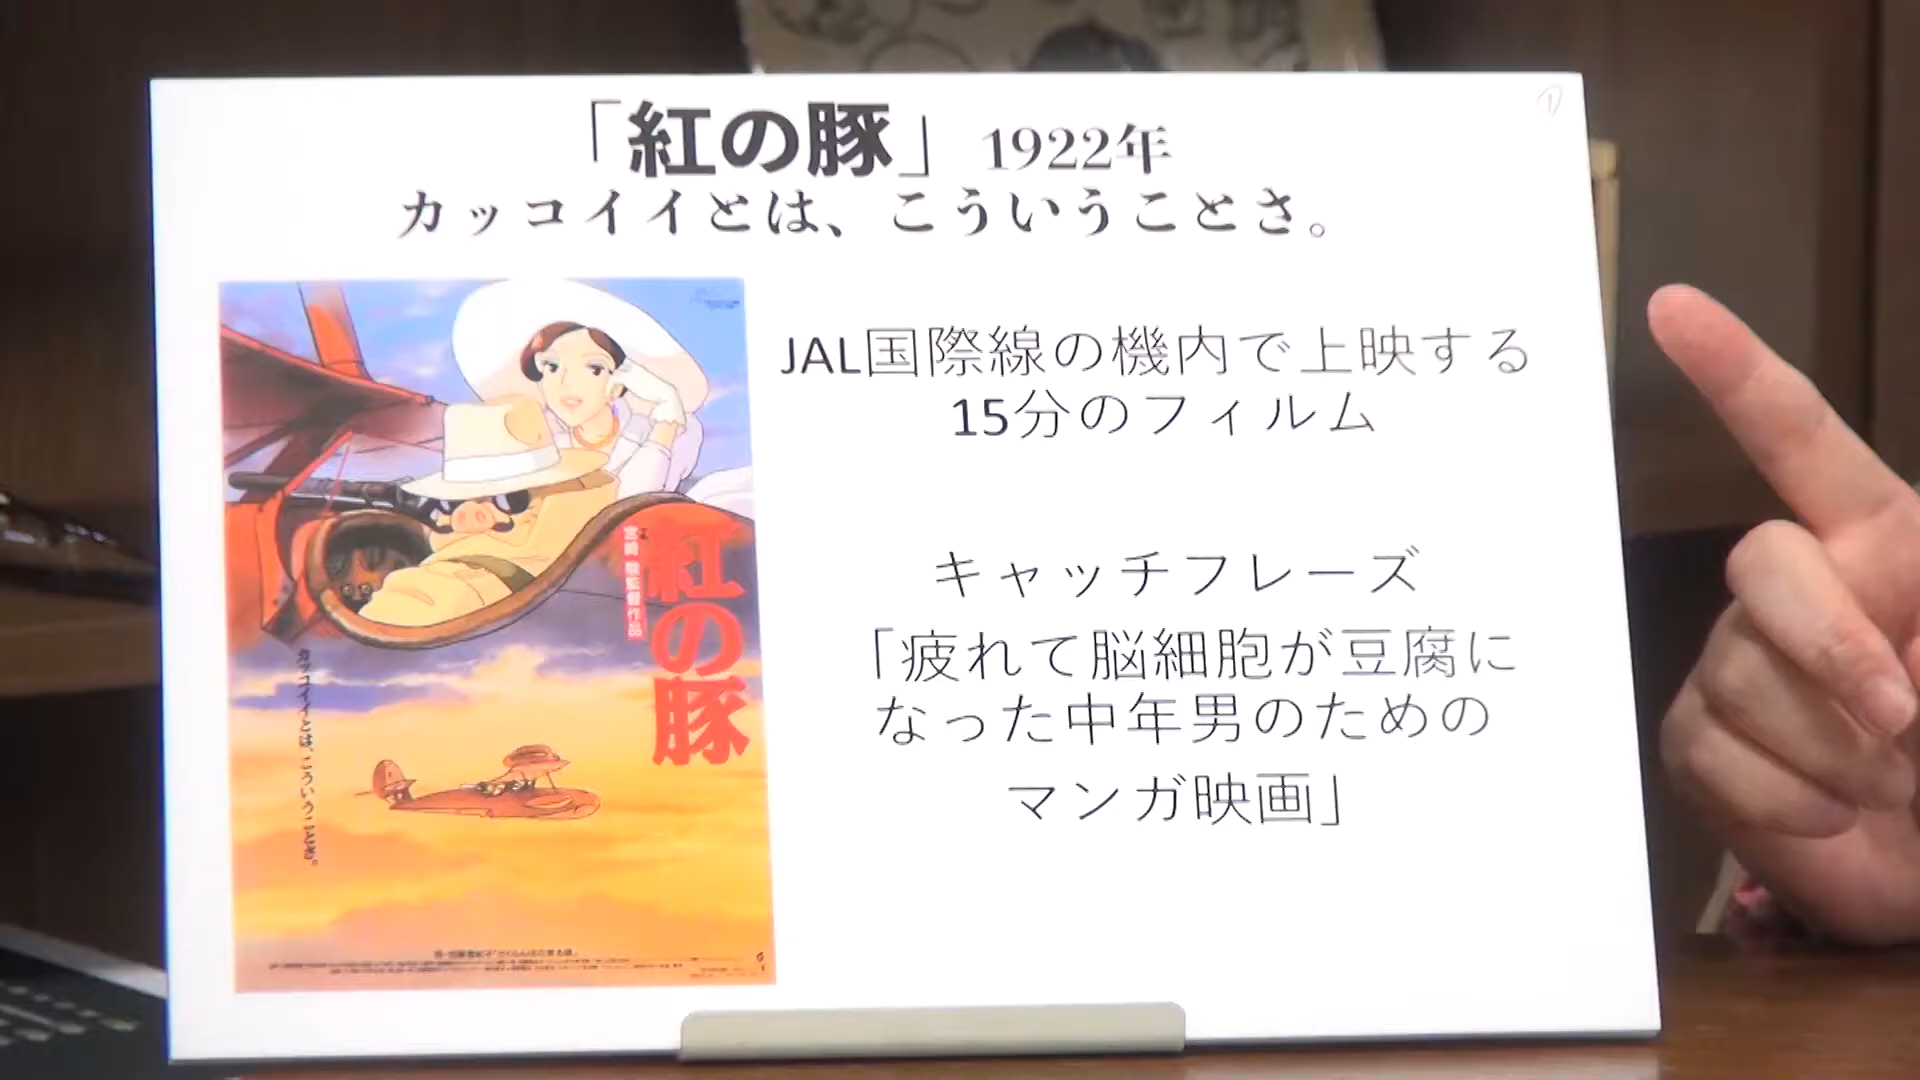 「紅の豚」 1922年
カッコイイとは、こういうことさ。
①
JAL国際線の機内で上映する
15分のフィルム
キャッチフレーズ
「疲れて脳細胞が豆腐に
なった中年男のための
マンガ映画」
宮崎 駿監督作品
紅の豚
カッコイイとは、こういうことさ。